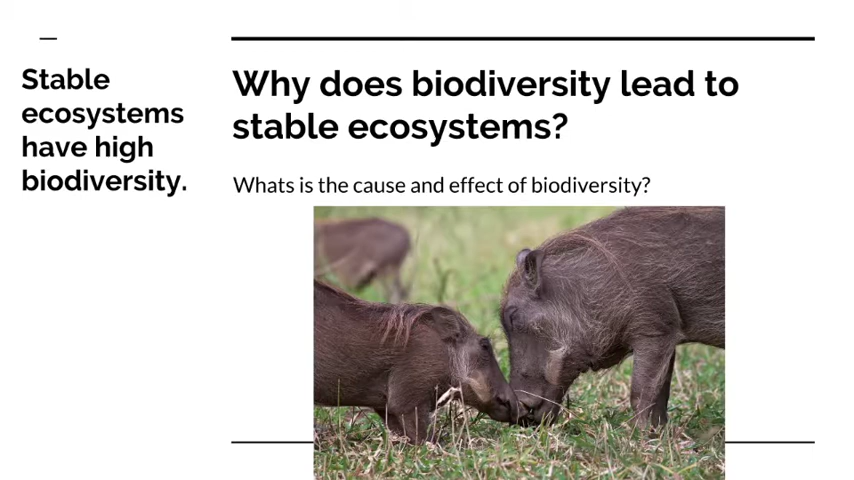 Stable
ecosystems
have high
biodiversity.
Why does biodiversity lead to
stable ecosystems?
Whats is the cause and effect of biodiversity?